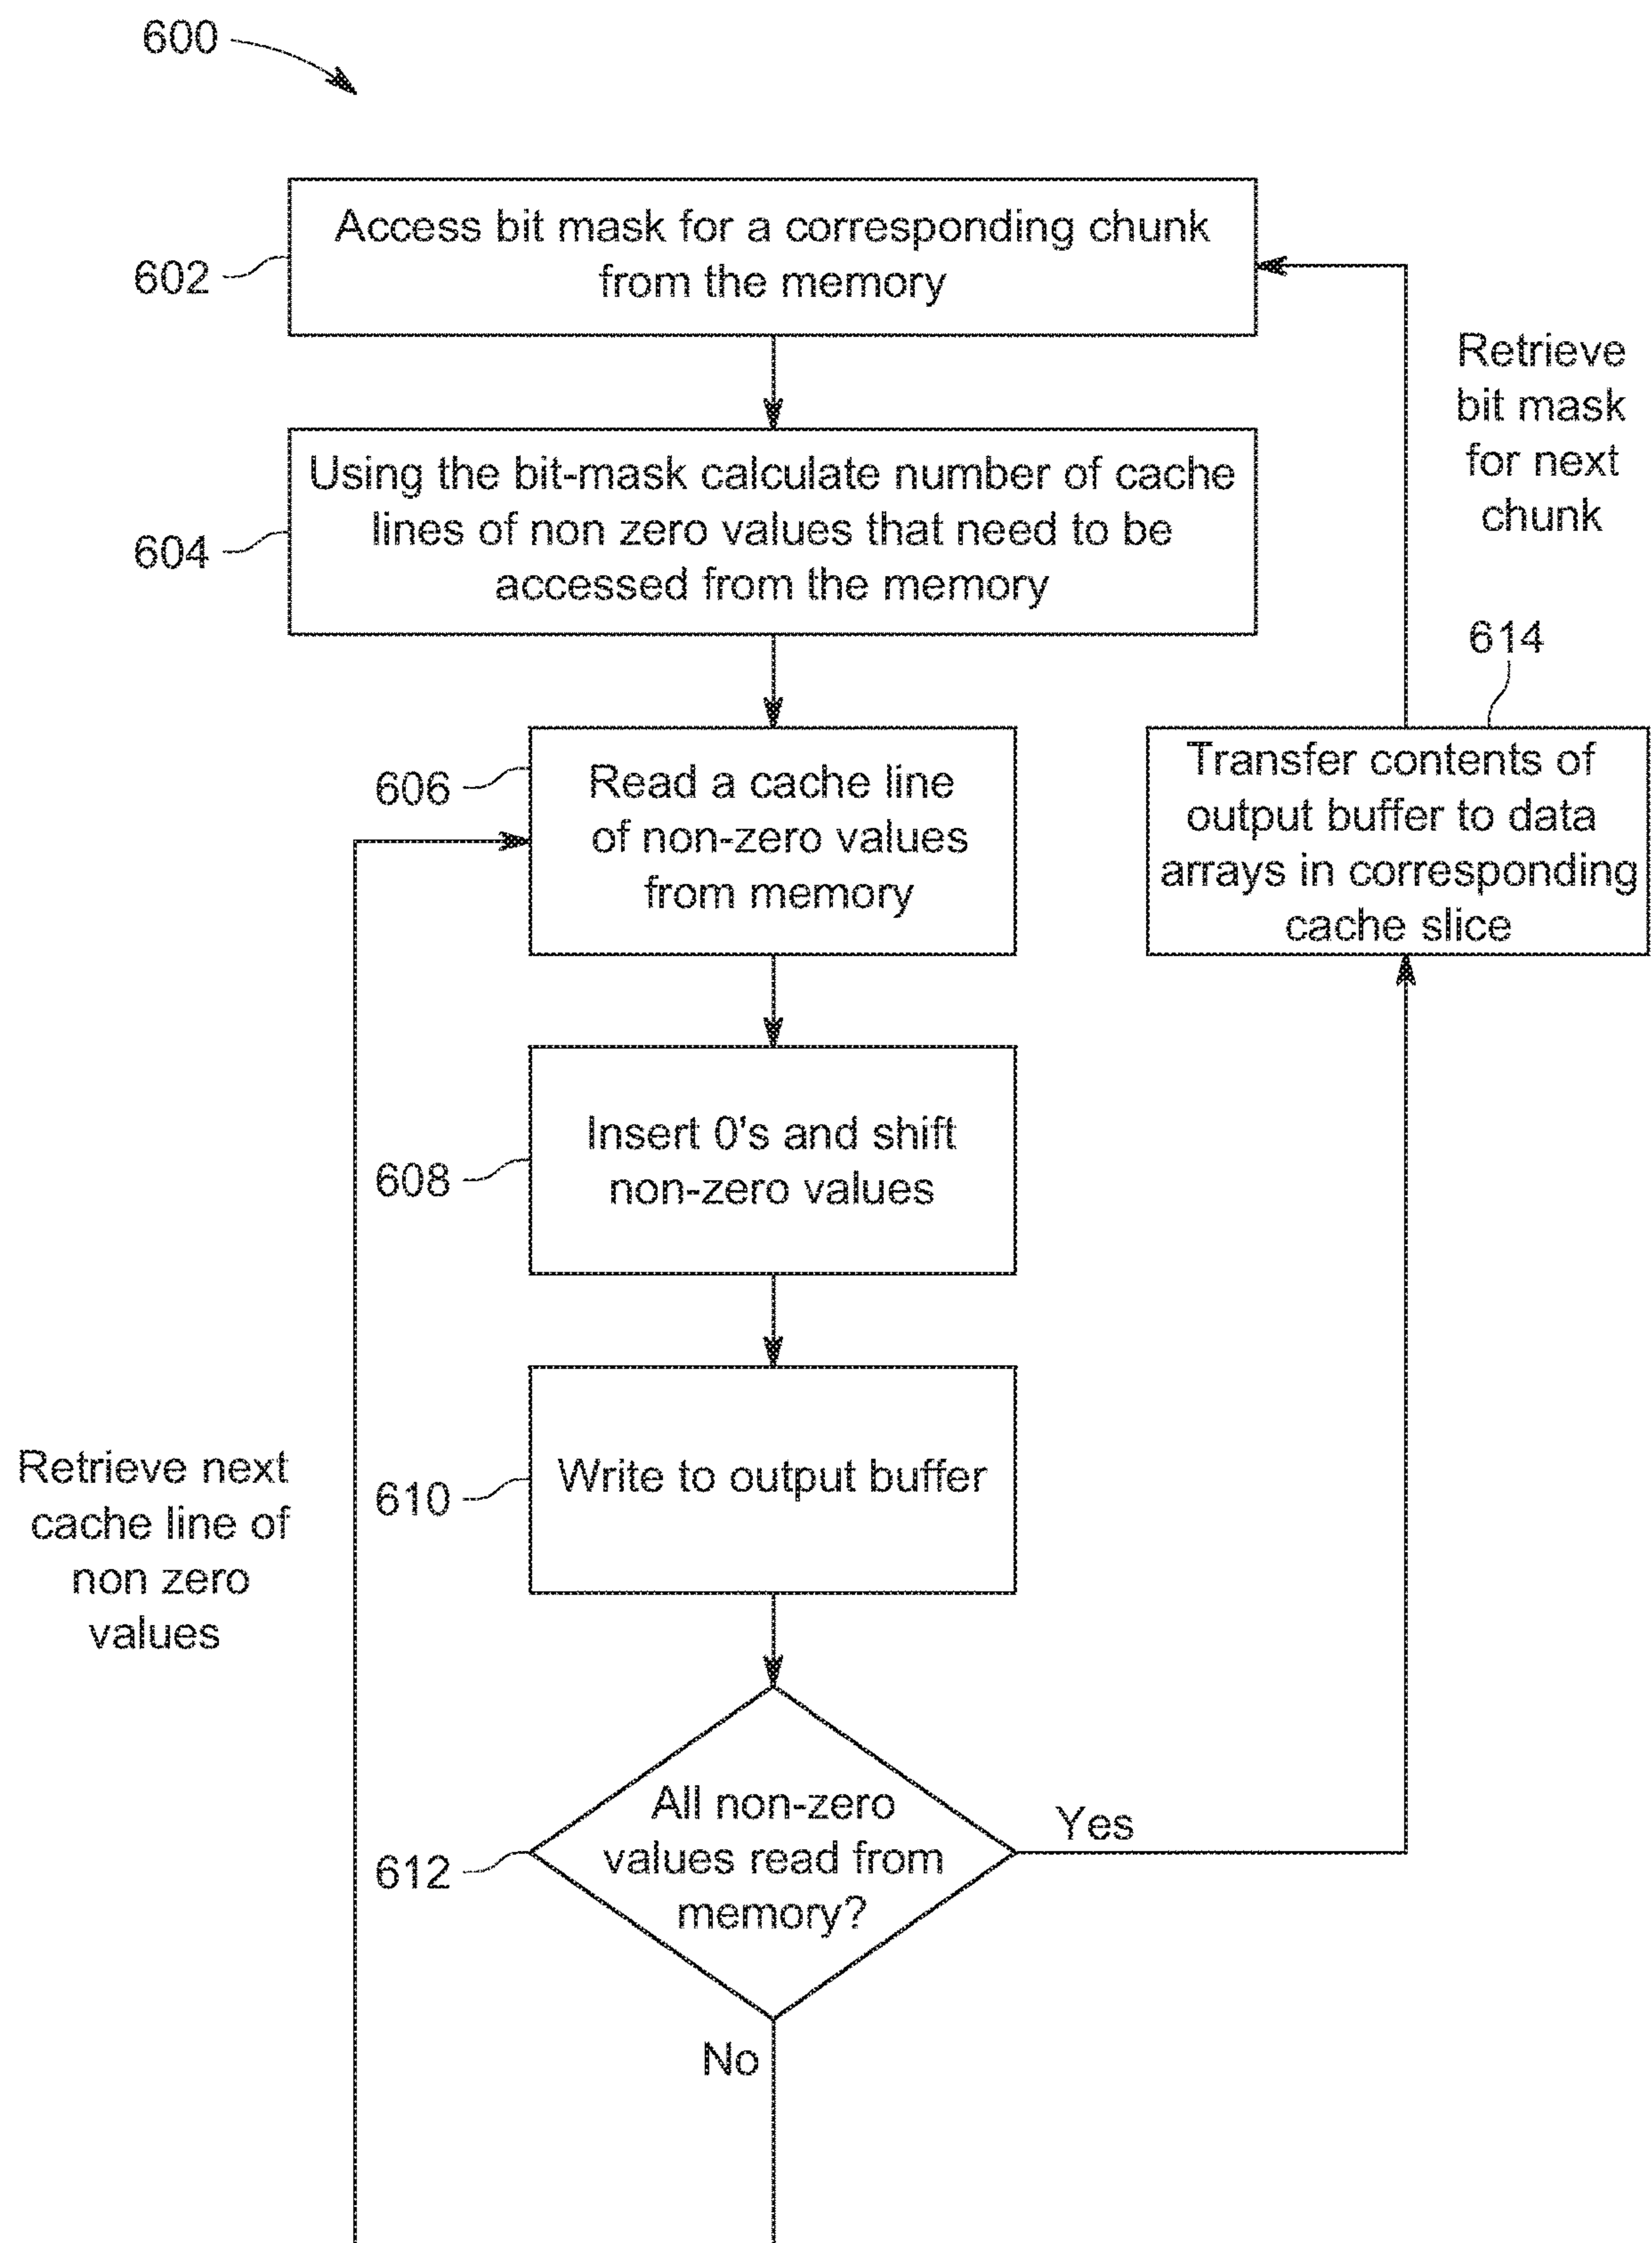 600
Access bit mask for a corresponding chunk
from the memory
602
Retrieve
bit mask
for next
chunk
Using the bit-mask calculate number of cache
lines of non zero values that need to be
accessed from the memory
604
614
Read a cache line
of non-zero values
from memory
606
Transfer contents of
output buffer to data
arrays in corresponding
cache slice
Insert 0's and shift
non-zero values
608
Write to output buffer
610
Retrieve next
cache line of
non zero
values
All non-zero
values read from
memory?
612
Yes
No